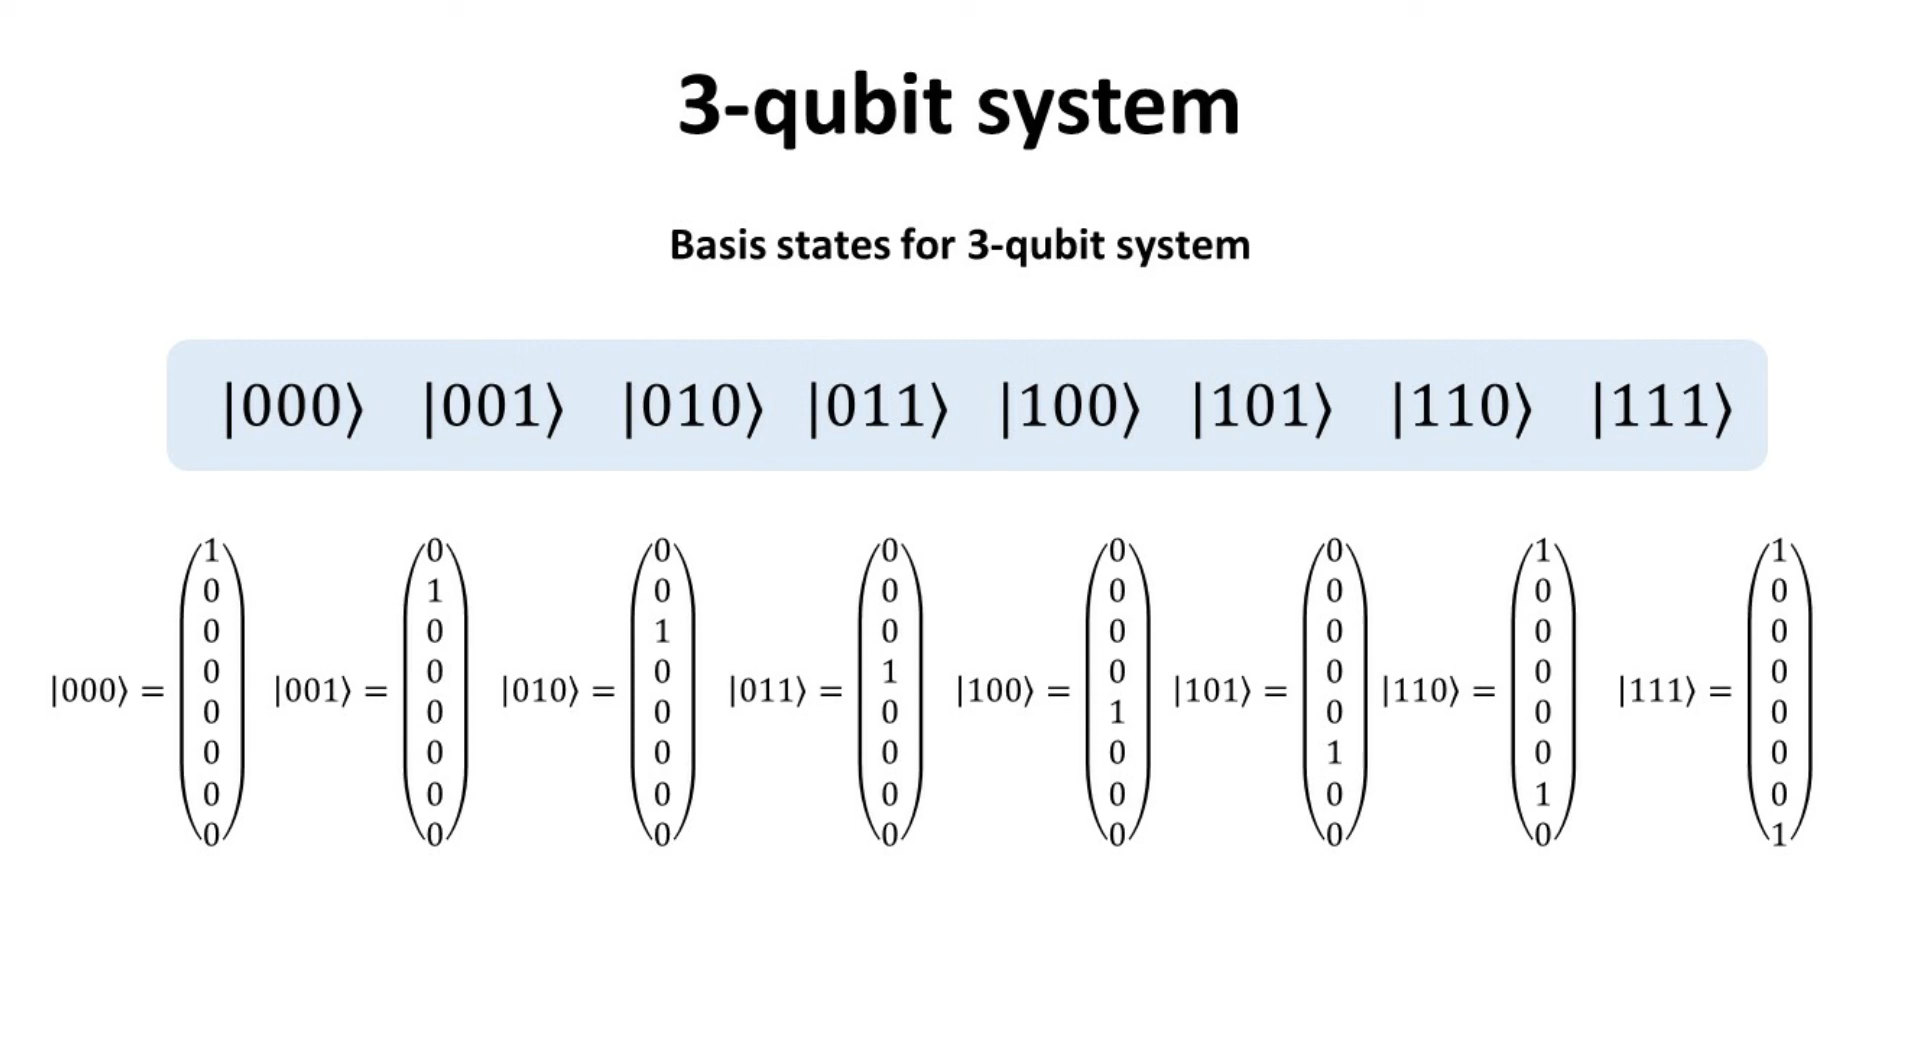 3-qubit system
Basis states for 3-qubit system
|000⟩ |001⟩ |010⟩ |011⟩ |100⟩ |101⟩ |110⟩ |111⟩
1 0 0 0 0 0 1 1
0 1 0 0 0 0 0 0
0 0 1 0 0 0 0 0
0 0 0 1 0 0 0 0
|000⟩ = |001⟩ = |010⟩ = |011⟩ = |100⟩ = |101⟩ = |110⟩ = |111⟩ =
0 0 0 0 1 0 0 0
0 0 0 0 0 1 0 0
0 0 0 0 0 0 1 0
0 0 0 0 0 0 0 1